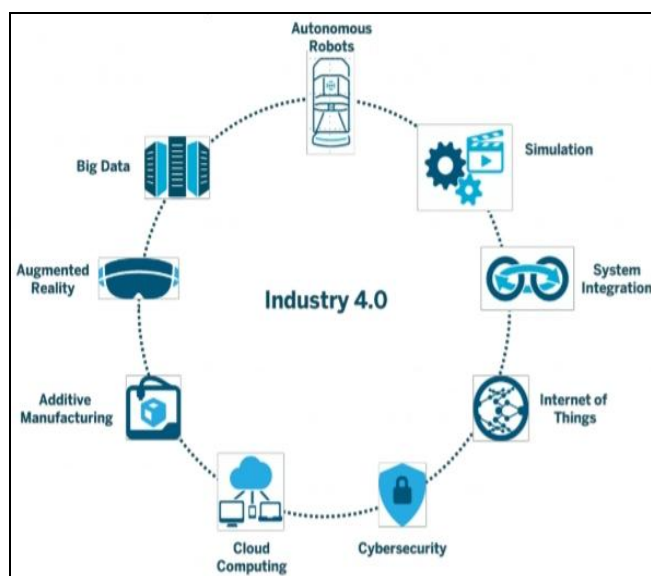 Autonomous
Robots
Simulation
Big Data
System
Integration
Augmented
Reality
Industry 4.0
Internet of
Things
Additive
Manufacturing
Cybersecurity
Cloud
Computing